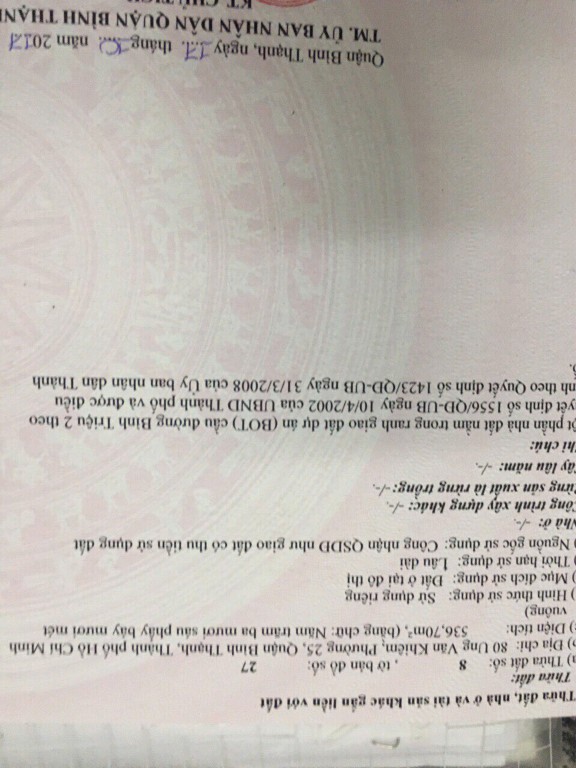 Thửa đất, nhà ở và tài sản khác gắn liền với đất
Thửa đất:
a) Thửa đất số: 8 , tờ bản đồ số: 27
b) Địa chỉ: 80 Ung Văn Khiêm, Phường 25, Quận Bình Thạnh, Thành phố Hồ Chí Minh
c) Diện tích: 536,70m², (bằng chữ: Năm trăm ba mươi sáu phẩy bảy mươi mét
vuông)
) Hình thức sử dụng: Sử dụng riêng
) Mục đích sử dụng: Đất ở tại đô thị
) Thời hạn sử dụng: Lâu dài
) Nguồn gốc sử dụng: Công nhận QSDĐ như giao đất có thu tiền sử dụng đất
Nhà ở: -/-.
Công trình xây dựng khác: -/-.
Rừng sản xuất là rừng trồng:-/-.
Cây lâu năm: -/-.
hi chú:
ột phần nhà đất nằm trong ranh giao đất dự án (BOT) cầu đường Bình Triệu 2 theo
yết định số 1556/QĐ-UB ngày 10/4/2002 của UBND Thành phố và được điều
nh theo Quyết định số 1423/QĐ-UB ngày 31/3/2008 của Ủy ban nhân dân Thành
ố.
Quận Bình Thạnh, ngày 17 tháng 10 năm 2017
TM. ỦY BAN NHÂN DÂN QUẬN BÌNH THẠNH